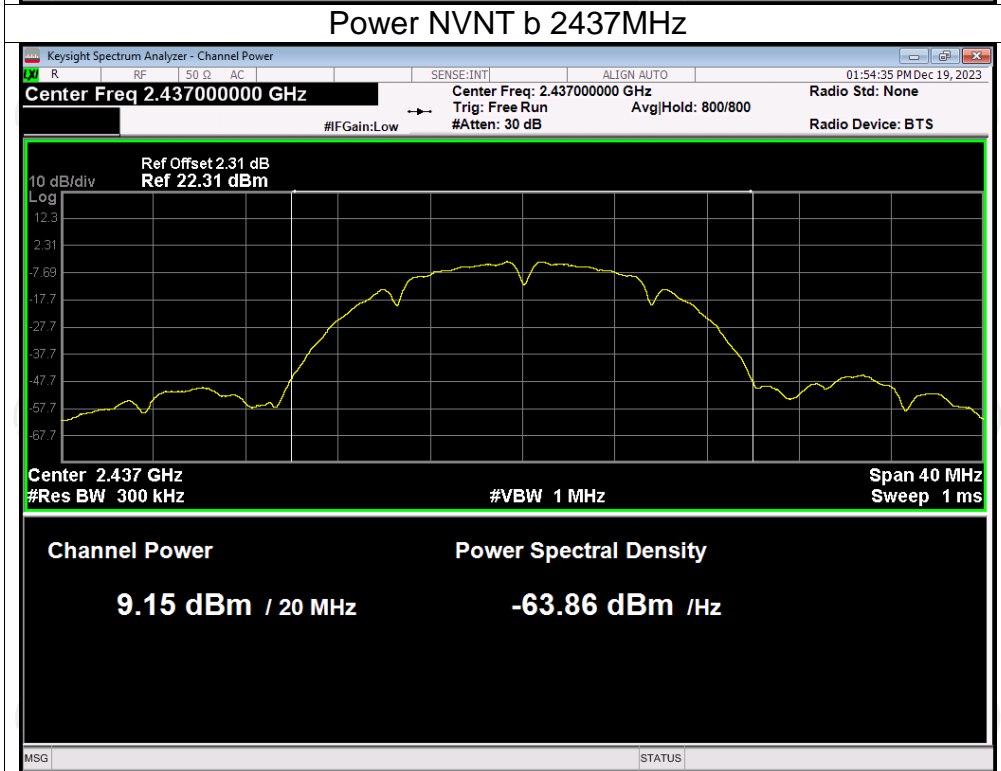 Power NVNT b 2437MHz
Keysight Spectrum Analyzer - Channel Power
LXI R RF 50 Ω AC SENSE:INT ALIGN AUTO 01:54:35 PM Dec 19, 2023
Center Freq 2.437000000 GHz Center Freq: 2.437000000 GHz Radio Std: None
Trig: Free Run Avg|Hold: 800/800
#IFGain:Low #Atten: 30 dB Radio Device: BTS
Ref Offset 2.31 dB
10 dB/div Ref 22.31 dBm
Log
12.3
2.31
-7.69
-17.7
-27.7
-37.7
-47.7
-57.7
-67.7
Center 2.437 GHz Span 40 MHz
#Res BW 300 kHz #VBW 1 MHz Sweep 1 ms
Channel Power Power Spectral Density
9.15 dBm / 20 MHz -63.86 dBm /Hz
MSG STATUS